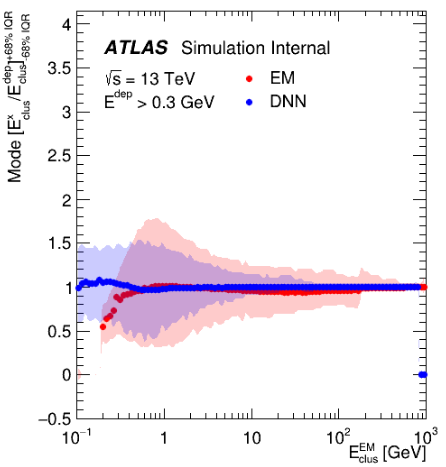 Mode [E^x_clus/E^dep_clus]^+68% IQR_-68% IQR
4
3.5
3
2.5
2
1.5
1
0.5
0
−0.5
ATLAS Simulation Internal
√s = 13 TeV
E^dep > 0.3 GeV
EM
DNN
10^−1
1
10
10^2
10^3
E^EM_clus [GeV]